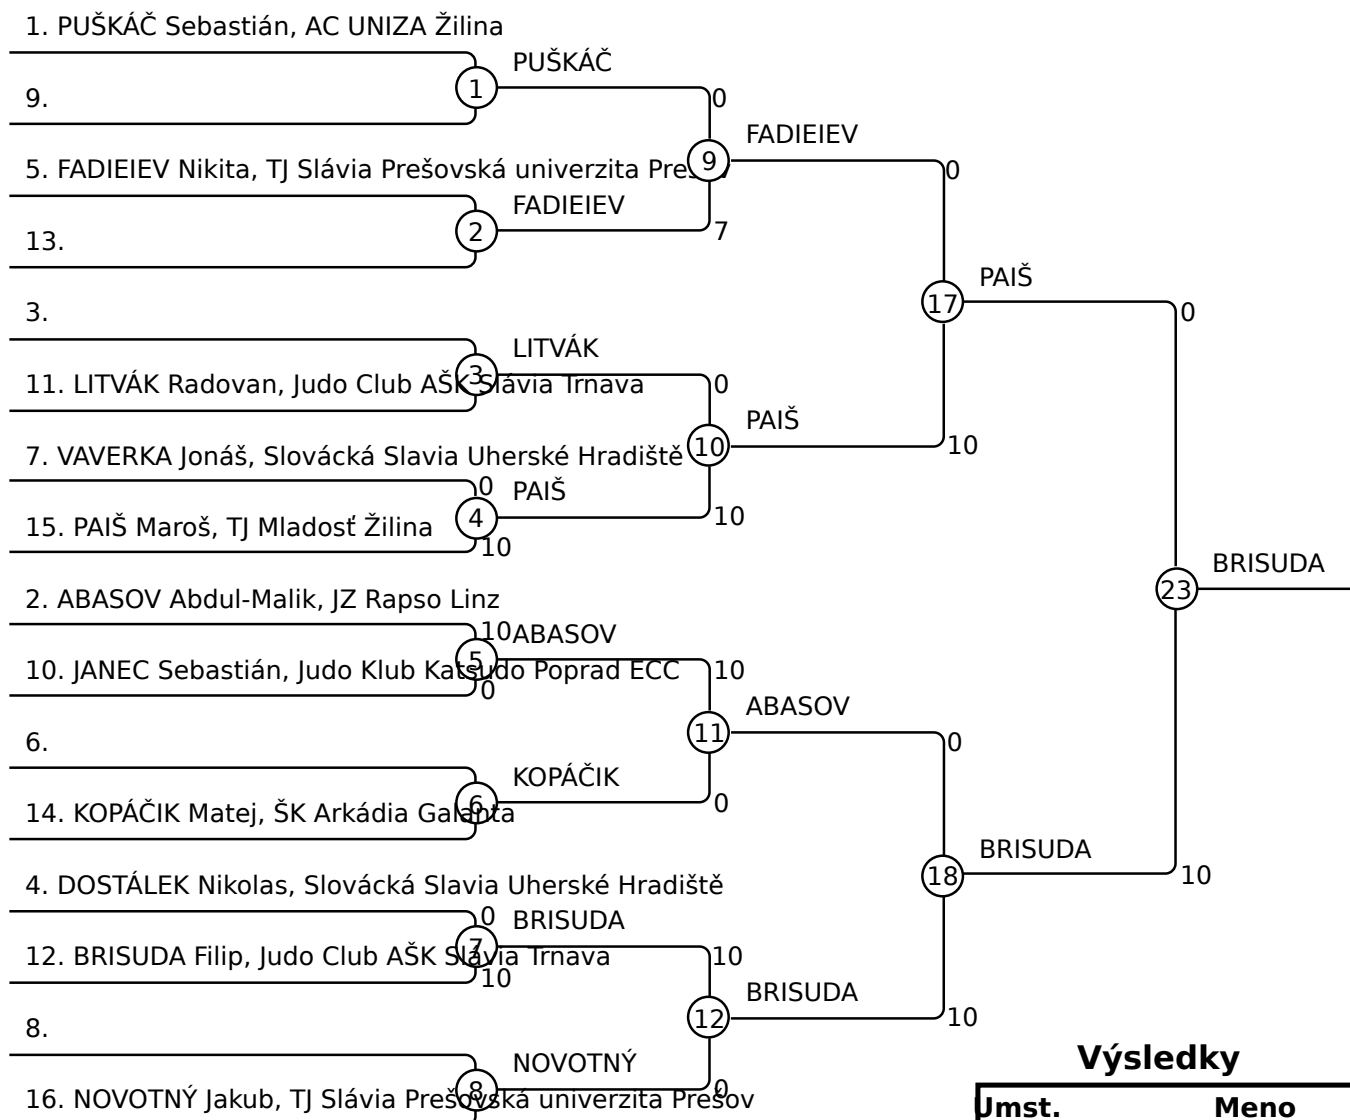 1. PUŠKÁČ Sebastián, AC UNIZA Žilina
PUŠKÁČ
1
9.
0
FADIEIEV
9
5. FADIEIEV Nikita, TJ Slávia Prešovská univerzita Prešov
0
FADIEIEV
2
7
13.
PAIŠ
17
3.
0
LITVÁK
3
11. LITVÁK Radovan, Judo Club AŠK Slávia Trnava
0
PAIŠ
10
10
7. VAVERKA Jonáš, Slovácká Slavia Uherské Hradiště
0
PAIŠ
4
10
15. PAIŠ Maroš, TJ Mladosť Žilina
10
BRISUDA
23
2. ABASOV Abdul-Malik, JZ Rapso Linz
10
ABASOV
5
10. JANEC Sebastián, Judo Klub Katsudo Poprad ECC
10
0
ABASOV
11
6.
0
KOPÁČIK
6
0
14. KOPÁČIK Matej, ŠK Arkádia Galanta
BRISUDA
18
10
4. DOSTÁLEK Nikolas, Slovácká Slavia Uherské Hradiště
0
BRISUDA
7
12. BRISUDA Filip, Judo Club AŠK Slávia Trnava
10
10
BRISUDA
12
10
8.
NOVOTNÝ
8
0
16. NOVOTNÝ Jakub, TJ Slávia Prešovská univerzita Prešov
Výsledky
Umst. Meno